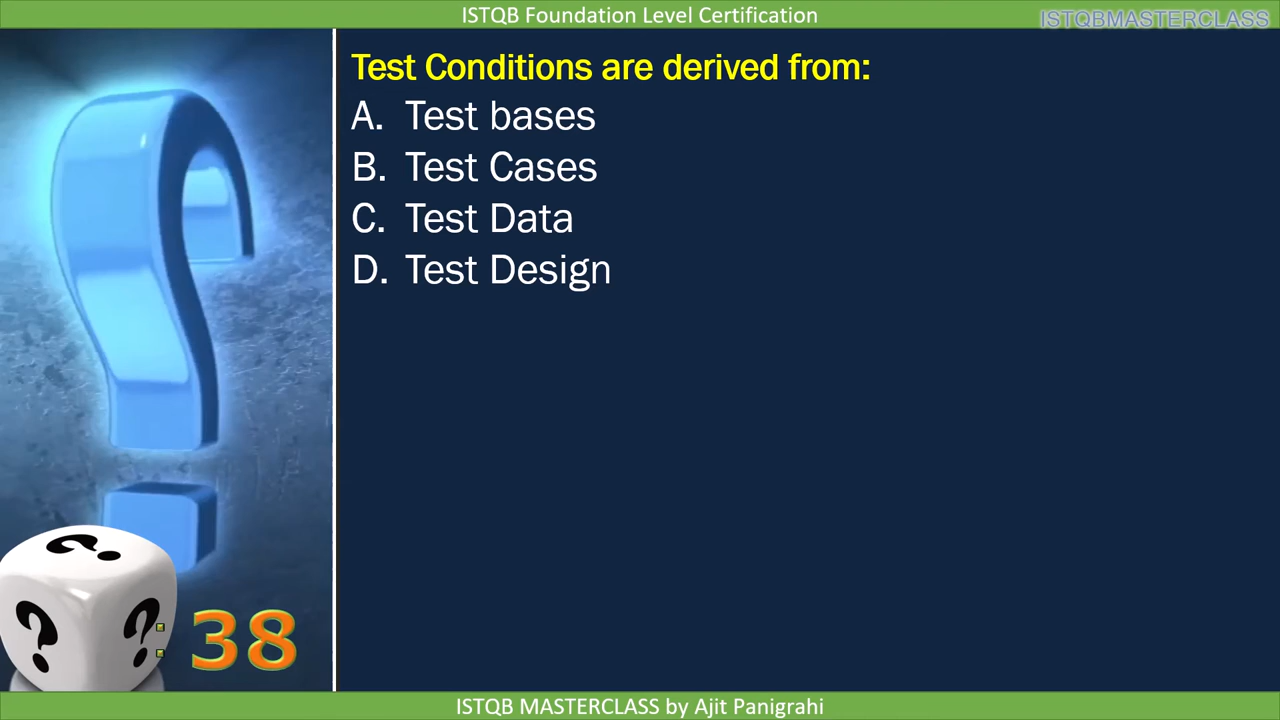 ISTQB Foundation Level Certification
ISTQBMASTERCLASS
Test Conditions are derived from:
A. Test bases
B. Test Cases
C. Test Data
D. Test Design
38
ISTQB MASTERCLASS by Ajit Panigrahi